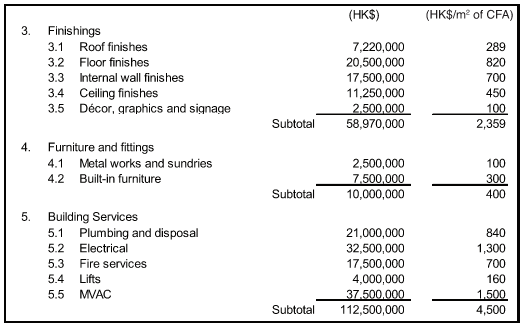 (HK$) (HK$/m² of CFA)
3. Finishings
3.1 Roof finishes 7,220,000 289
3.2 Floor finishes 20,500,000 820
3.3 Internal wall finishes 17,500,000 700
3.4 Ceiling finishes 11,250,000 450
3.5 Décor, graphics and signage 2,500,000 100
Subtotal 58,970,000 2,359
4. Furniture and fittings
4.1 Metal works and sundries 2,500,000 100
4.2 Built-in furniture 7,500,000 300
Subtotal 10,000,000 400
5. Building Services
5.1 Plumbing and disposal 21,000,000 840
5.2 Electrical 32,500,000 1,300
5.3 Fire services 17,500,000 700
5.4 Lifts 4,000,000 160
5.5 MVAC 37,500,000 1,500
Subtotal 112,500,000 4,500